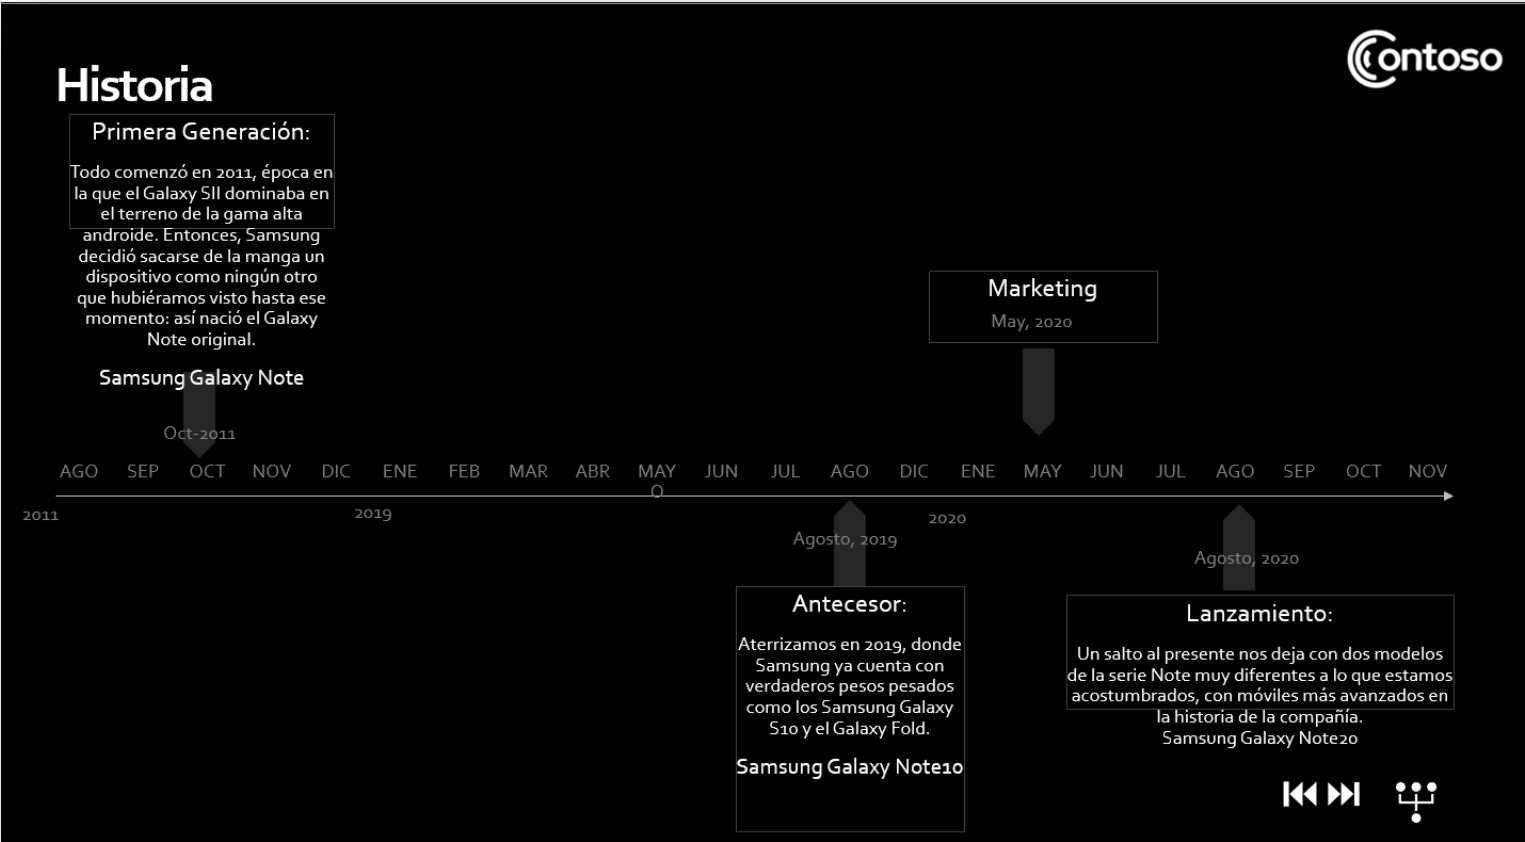 Contoso
Historia
Primera Generación:
Todo comenzó en 2011, época en
la que el Galaxy SII dominaba en
el terreno de la gama alta
androide. Entonces, Samsung
decidió sacarse de la manga un
dispositivo como ningún otro
que hubiéramos visto hasta ese
momento: así nació el Galaxy
Note original.
Samsung Galaxy Note
Oct-2011
Marketing
May, 2020
AGO SEP OCT NOV DIC ENE FEB MAR ABR MAY JUN JUL AGO DIC ENE MAY JUN JUL AGO SEP OCT NOV
O
2011 2019 2020
Agosto, 2019
Antecesor:
Aterrizamos en 2019, donde
Samsung ya cuenta con
verdaderos pesos pesados
como los Samsung Galaxy
S10 y el Galaxy Fold.
Samsung Galaxy Note10
Agosto, 2020
Lanzamiento:
Un salto al presente nos deja con dos modelos
de la serie Note muy diferentes a lo que estamos
acostumbrados, con móviles más avanzados en
la historia de la compañía.
Samsung Galaxy Note20